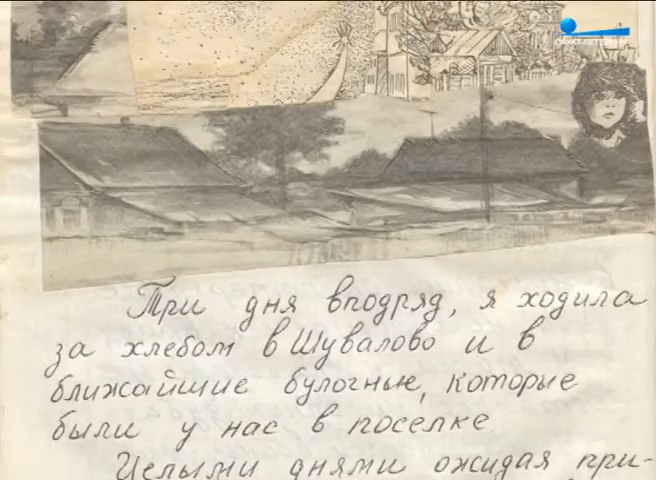 Три дня вподряд, я ходила
за хлебом в Шувалово и в
ближайшие булочные, которые
были у нас в поселке.
Целыми днями ожидая при-